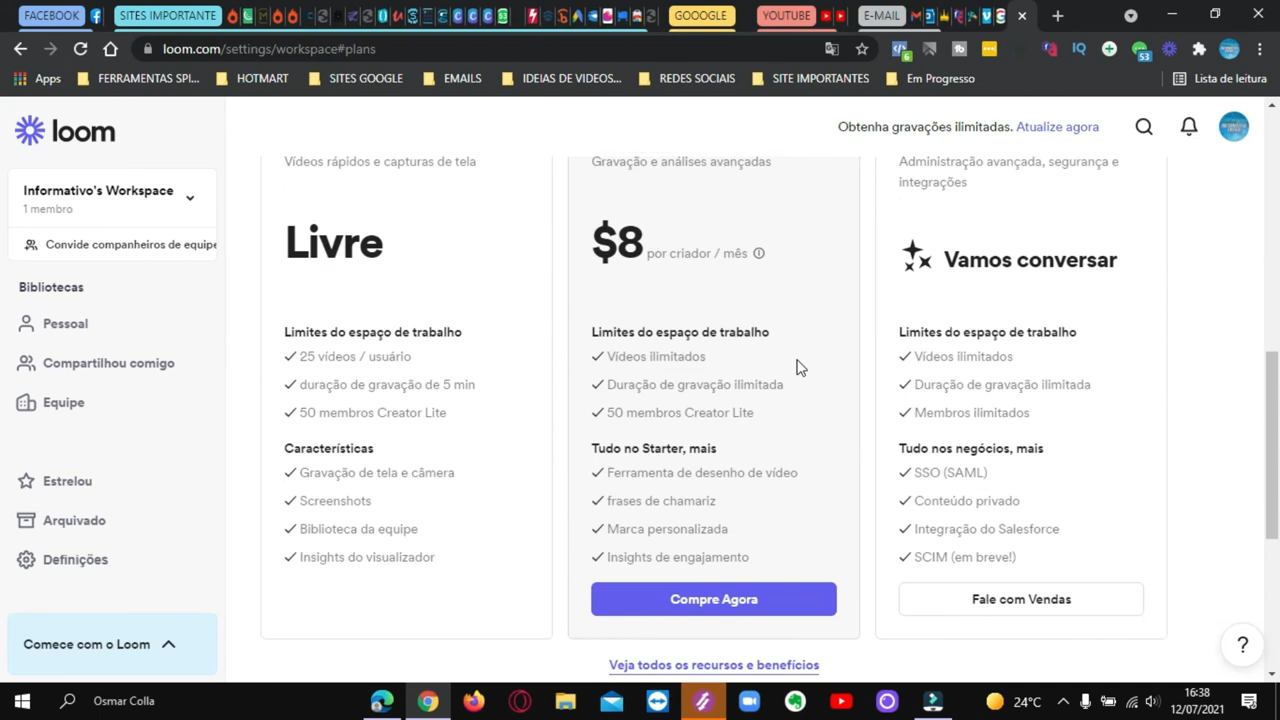 FACEBOOK
SITES IMPORTANTE
GOOOGLE
YOUTUBE
E-MAIL
loom.com/settings/workspace#plans
6
53
Apps
FERRAMENTAS SPI...
HOTMART
SITES GOOGLE
EMAILS
IDEIAS DE VIDEOS...
REDES SOCIAIS
SITE IMPORTANTES
Em Progresso
Lista de leitura
loom
Obtenha gravações ilimitadas. Atualize agora
Informativo's Workspace
1 membro
Convide companheiros de equipe
Bibliotecas
Pessoal
Compartilhou comigo
Equipe
Estrelou
Arquivado
Definições
Comece com o Loom
Vídeos rápidos e capturas de tela
Livre
Limites do espaço de trabalho
25 vídeos / usuário
duração de gravação de 5 min
50 membros Creator Lite
Características
Gravação de tela e câmera
Screenshots
Biblioteca da equipe
Insights do visualizador
Gravação e análises avançadas
$8 por criador / mês
Limites do espaço de trabalho
Vídeos ilimitados
Duração de gravação ilimitada
50 membros Creator Lite
Tudo no Starter, mais
Ferramenta de desenho de vídeo
frases de chamariz
Marca personalizada
Insights de engajamento
Compre Agora
Administração avançada, segurança e
integrações
Vamos conversar
Limites do espaço de trabalho
Vídeos ilimitados
Duração de gravação ilimitada
Membros ilimitados
Tudo nos negócios, mais
SSO (SAML)
Conteúdo privado
Integração do Salesforce
SCIM (em breve!)
Fale com Vendas
Veja todos os recursos e benefícios
?
Osmar Colla
24°C
16:38
12/07/2021